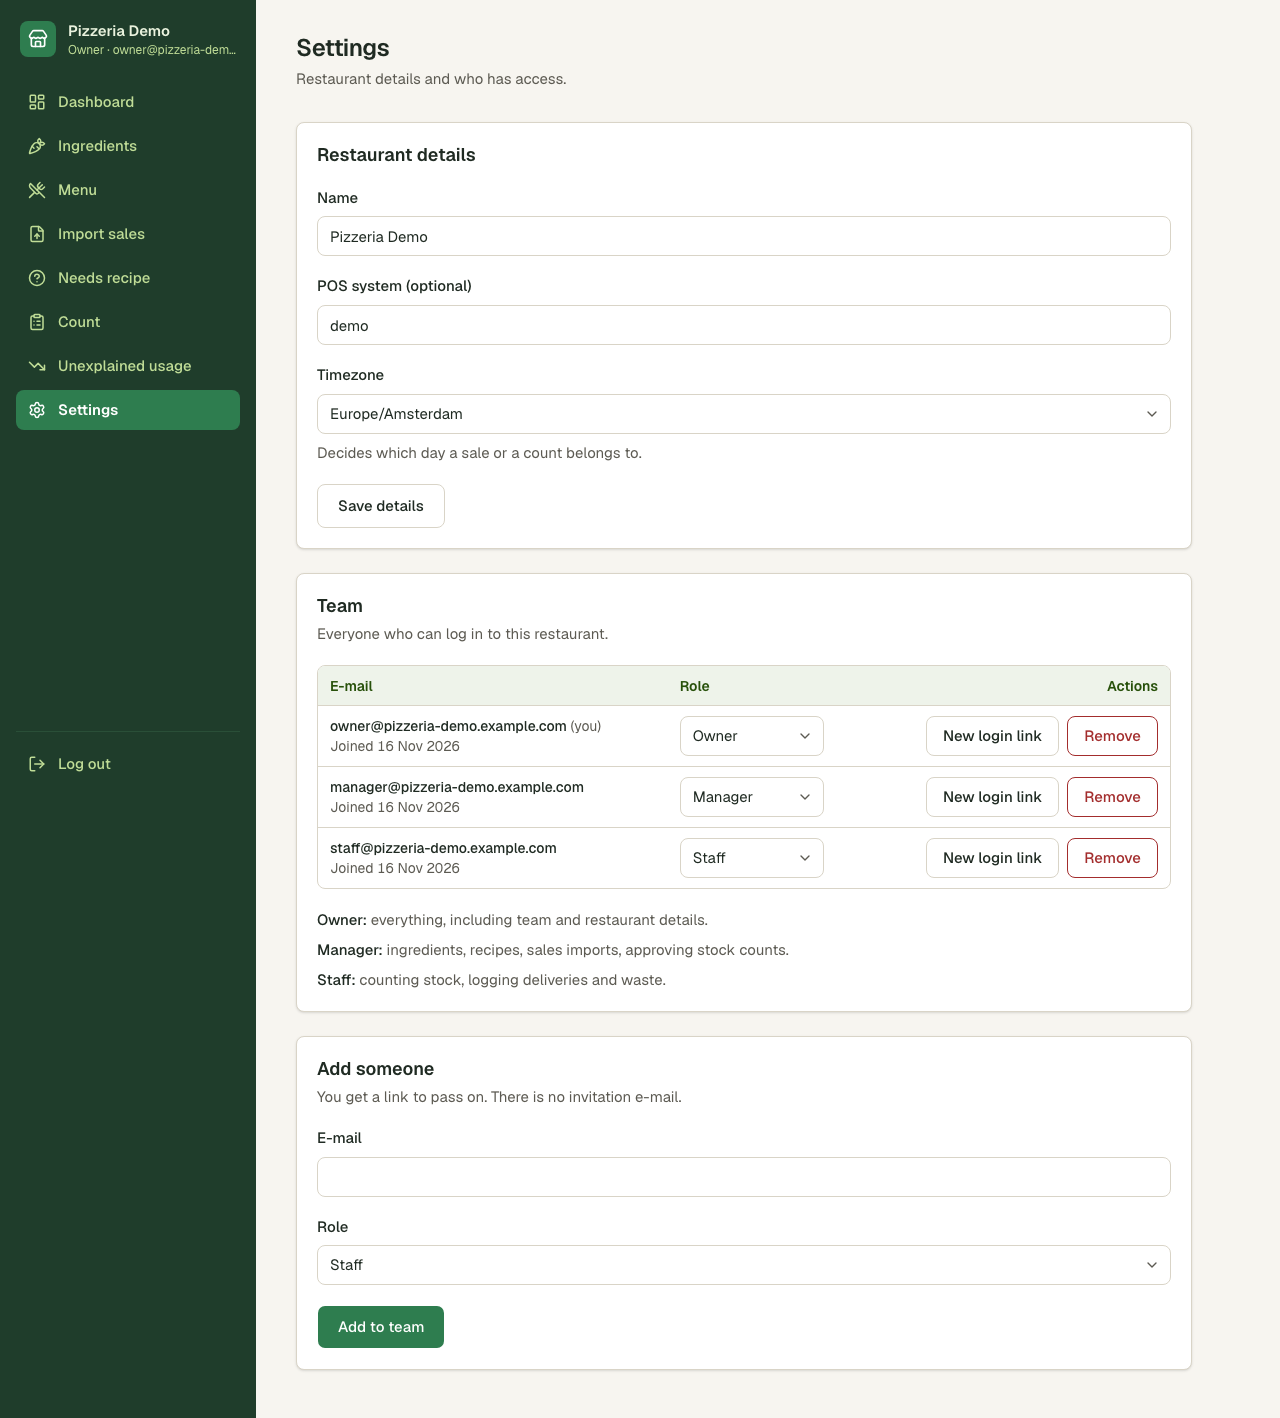 Pizzeria Demo
Owner · owner@pizzeria-dem...
Dashboard
Ingredients
Menu
Import sales
Needs recipe
Count
Unexplained usage
Settings
Log out
Settings
Restaurant details and who has access.
Restaurant details
Name
Pizzeria Demo
POS system (optional)
demo
Timezone
Europe/Amsterdam
Decides which day a sale or a count belongs to.
Save details
Team
Everyone who can log in to this restaurant.
E-mail Role Actions
owner@pizzeria-demo.example.com (you)
Joined 16 Nov 2026
Owner New login link Remove
manager@pizzeria-demo.example.com
Joined 16 Nov 2026
Manager New login link Remove
staff@pizzeria-demo.example.com
Joined 16 Nov 2026
Staff New login link Remove
Owner: everything, including team and restaurant details.
Manager: ingredients, recipes, sales imports, approving stock counts.
Staff: counting stock, logging deliveries and waste.
Add someone
You get a link to pass on. There is no invitation e-mail.
E-mail
Role
Staff
Add to team